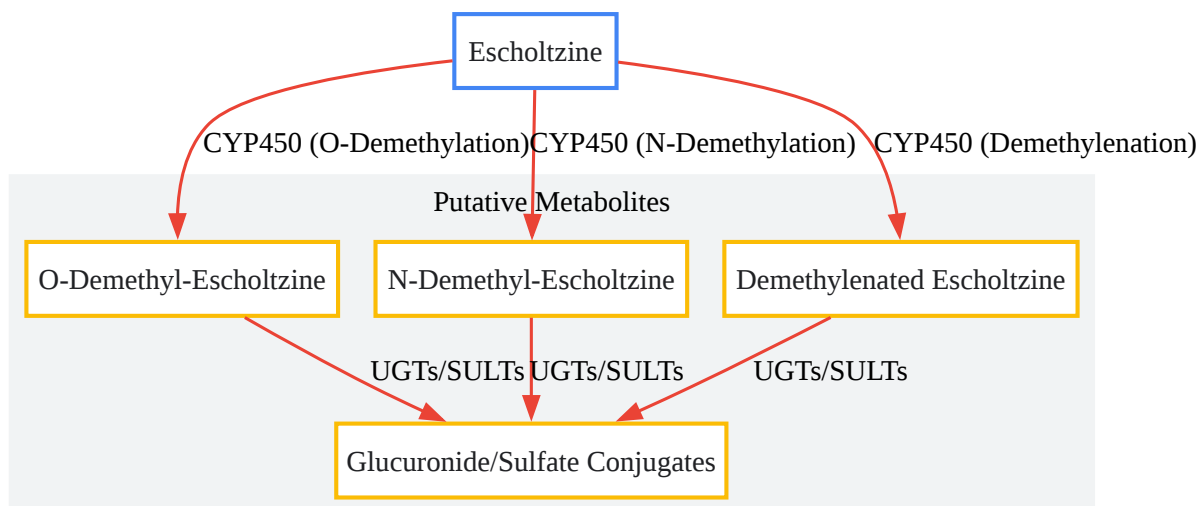 Escholtzine
CYP450 (O-Demethylation)
CYP450 (N-Demethylation)
CYP450 (Demethylenation)
Putative Metabolites
O-Demethyl-Escholtzine
N-Demethyl-Escholtzine
Demethylenated Escholtzine
UGTs/SULTs
UGTs/SULTs
UGTs/SULTs
Glucuronide/Sulfate Conjugates